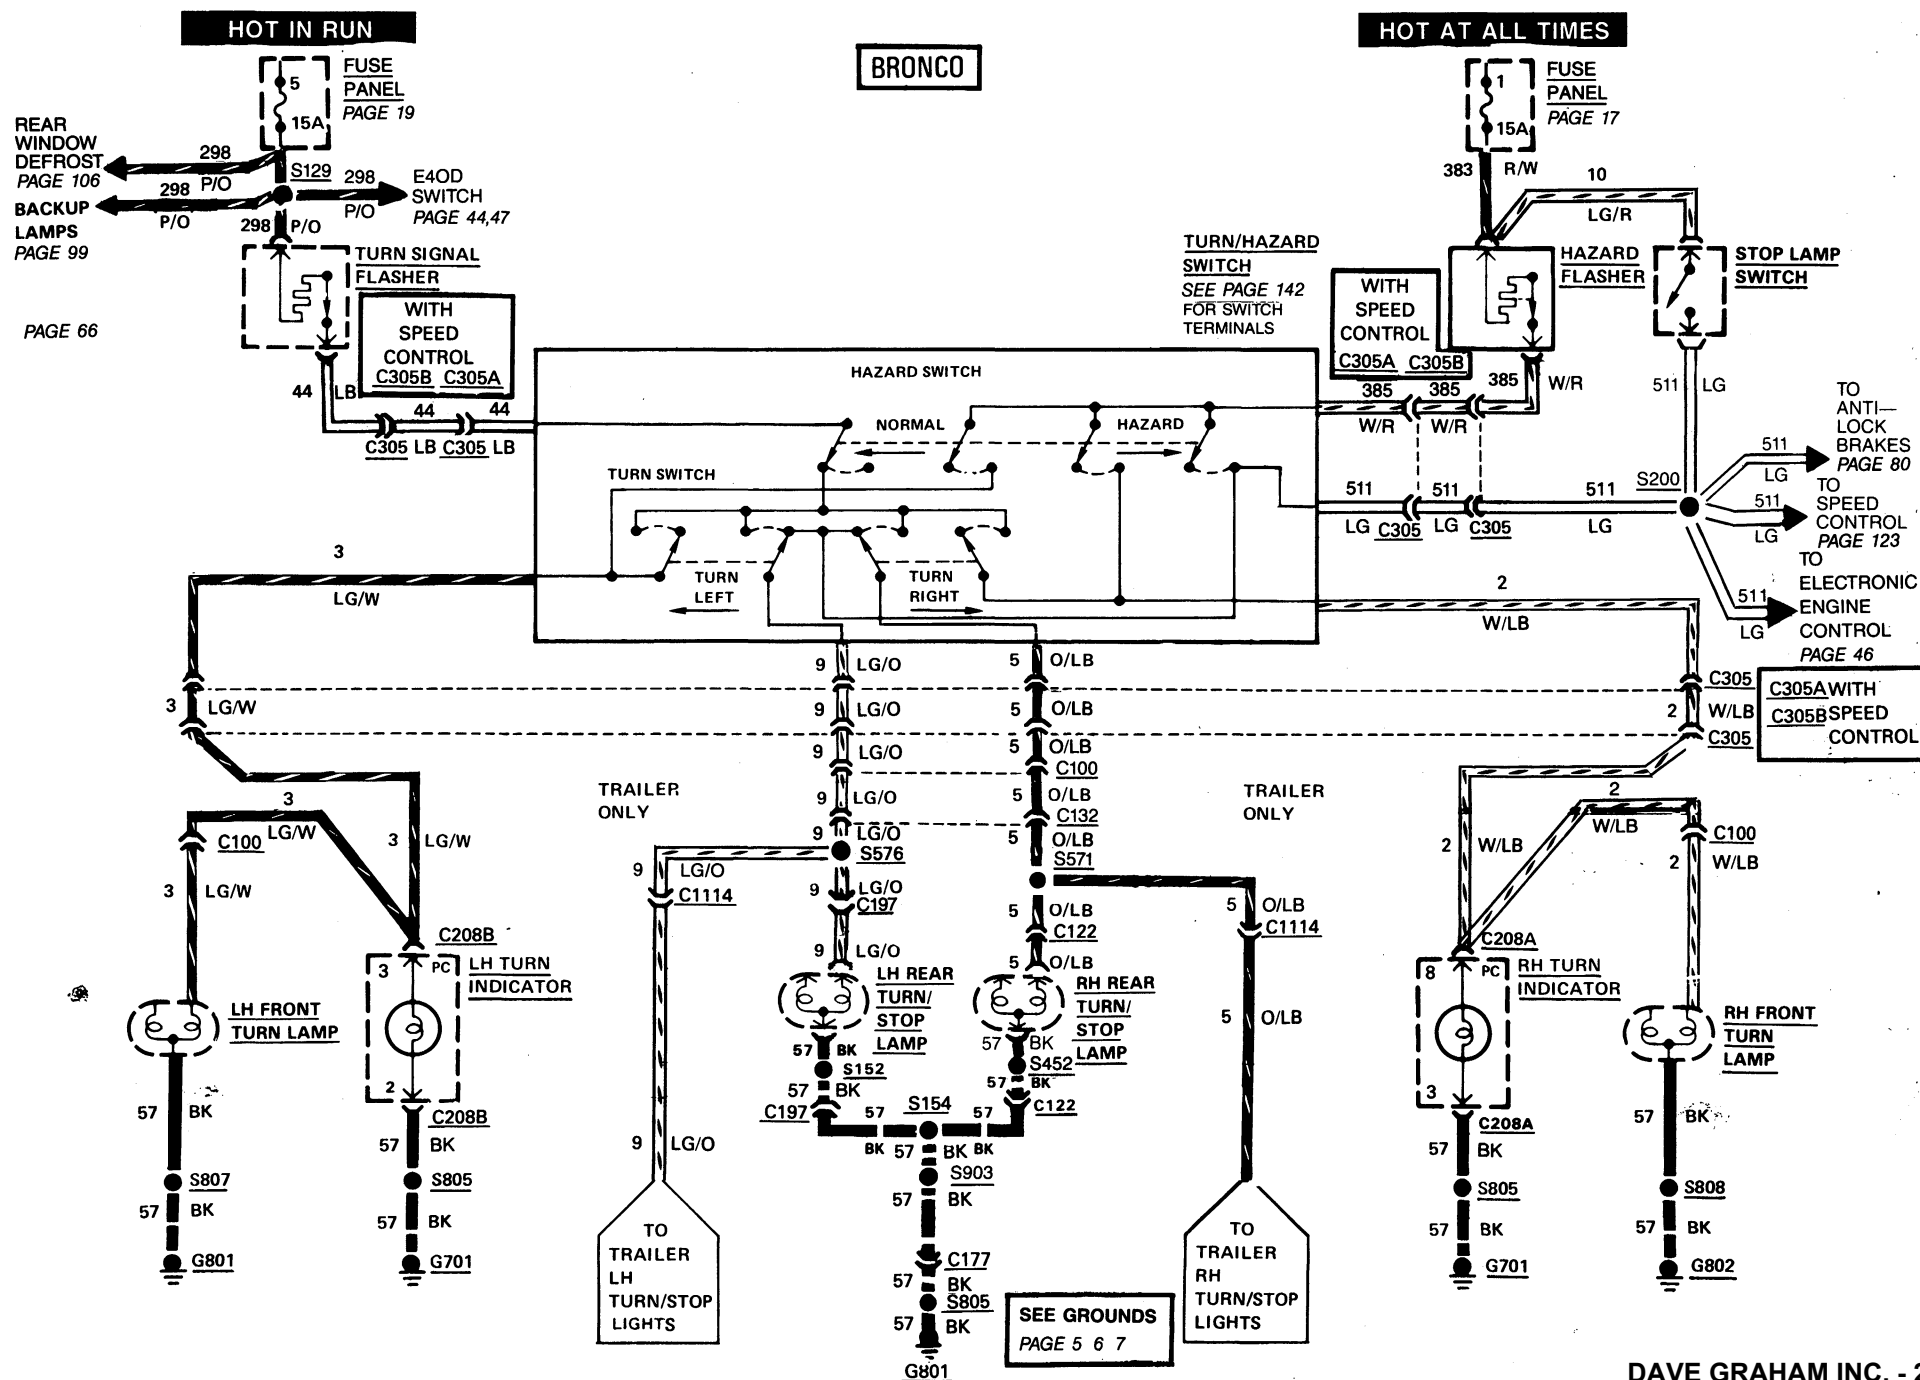 HOT IN RUN
HOT AT ALL TIMES
BRONCO
5
15A
FUSE
PANEL
PAGE 19
1
15A
FUSE
PANEL
PAGE 17
REAR
WINDOW
DEFROST
PAGE 106
298
P/O
S129
298
P/O
E4OD
SWITCH
PAGE 44,47
BACKUP
LAMPS
PAGE 99
298
P/O
298
P/O
383
R/W
10
LG/R
TURN SIGNAL
FLASHER
PAGE 66
WITH
SPEED
CONTROL
C305B C305A
44
LB
44
44
C305 LB C305 LB
TURN/HAZARD
SWITCH
SEE PAGE 142
FOR SWITCH
TERMINALS
WITH
SPEED
CONTROL
C305A C305B
HAZARD
FLASHER
STOP LAMP
SWITCH
385
W/R
385
385
W/R
W/R
511
LG
TO
ANTI—
LOCK
BRAKES
PAGE 80
511
LG
S200
511
511
511
LG
C305
LG
C305
LG
511
LG
TO
SPEED
CONTROL
PAGE 123
511
LG
TO
ELECTRONIC
ENGINE
CONTROL
PAGE 46
HAZARD SWITCH
NORMAL
HAZARD
TURN SWITCH
TURN
LEFT
TURN
RIGHT
3
LG/W
2
W/LB
9 LG/O
5 O/LB
C305
C305A WITH
C305B SPEED
CONTROL
3 LG/W
9 LG/O
5 O/LB
2 W/LB
C305
9 LG/O
5 O/LB
C100
9 LG/O
5 O/LB
C132
9 LG/O
S576
5 O/LB
S571
TRAILER
ONLY
TRAILER
ONLY
3
LG/W
C100
3 LG/W
3 LG/W
9 LG/O
C1114
9 LG/O
C197
9 LG/O
5 O/LB
C122
5 O/LB
5 O/LB
C1114
2
W/LB
C100
2 W/LB
2 W/LB
C208B
3
PC
LH TURN
INDICATOR
2
C208B
LH FRONT
TURN LAMP
LH REAR
TURN/
STOP
LAMP
RH REAR
TURN/
STOP
LAMP
5 O/LB
C208A
8
PC
RH TURN
INDICATOR
3
C208A
RH FRONT
TURN
LAMP
57 BK
S152
57 BK
C197
57 BK
S452
57 BK
C122
57
BK
S154
57
BK
57 BK
S903
57 BK
C177
57 BK
S805
57 BK
G801
57 BK
S807
57 BK
G801
57 BK
S805
57 BK
G701
9 LG/O
57 BK
S805
57 BK
G701
57 BK
S808
57 BK
G802
TO
TRAILER
LH
TURN/STOP
LIGHTS
TO
TRAILER
RH
TURN/STOP
LIGHTS
SEE GROUNDS
PAGE 5 6 7
DAVE GRAHAM INC. - 2